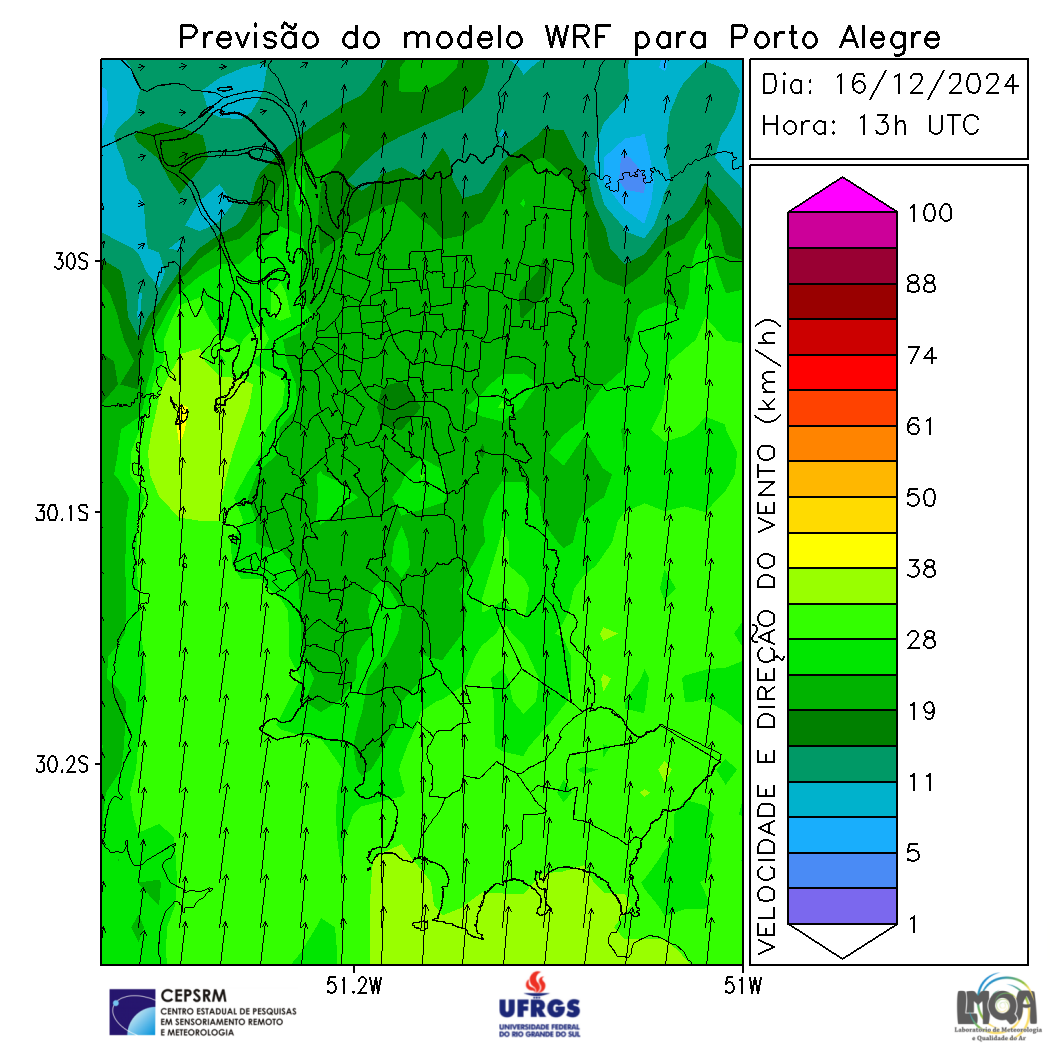 Previsão do modelo WRF para Porto Alegre
Dia: 16/12/2024
Hora: 13h UTC
30S
30.1S
30.2S
51.2W
51W
VELOCIDADE E DIREÇÃO DO VENTO (km/h)
100
88
74
61
50
38
28
19
11
5
1
CEPSRM
CENTRO ESTADUAL DE PESQUISAS
EM SENSORIAMENTO REMOTO
E METEOROLOGIA
UFRGS
UNIVERSIDADE FEDERAL
DO RIO GRANDE DO SUL
LMQA
Laboratório de Meteorologia
e Qualidade do Ar